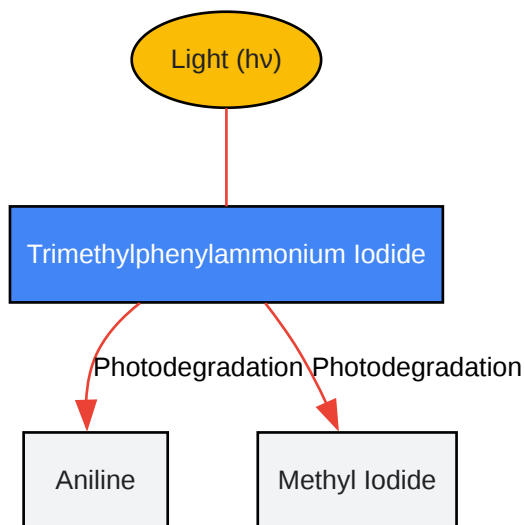 Light (hν)
Trimethylphenylammonium Iodide
Photodegradation
Photodegradation
Aniline
Methyl Iodide